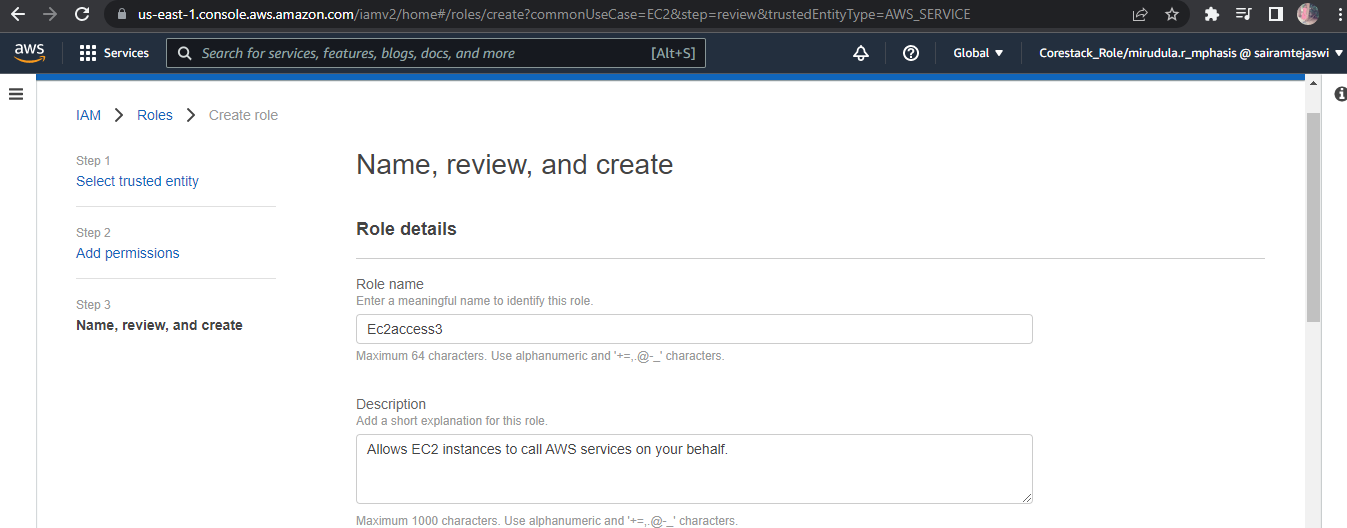 us-east-1.console.aws.amazon.com/iamv2/home#/roles/create?commonUseCase=EC2&step=review&trustedEntityType=AWS_SERVICE
aws Services Search for services, features, blogs, docs, and more [Alt+S] Global Corestack_Role/mirudula.r_mphasis @ sairamtejaswi
IAM Roles Create role
Step 1
Select trusted entity
Step 2
Add permissions
Step 3
Name, review, and create
Name, review, and create
Role details
Role name
Enter a meaningful name to identify this role.
Ec2access3
Maximum 64 characters. Use alphanumeric and '+=,.@-_' characters.
Description
Add a short explanation for this role.
Allows EC2 instances to call AWS services on your behalf.
Maximum 1000 characters. Use alphanumeric and '+=,.@-_' characters.